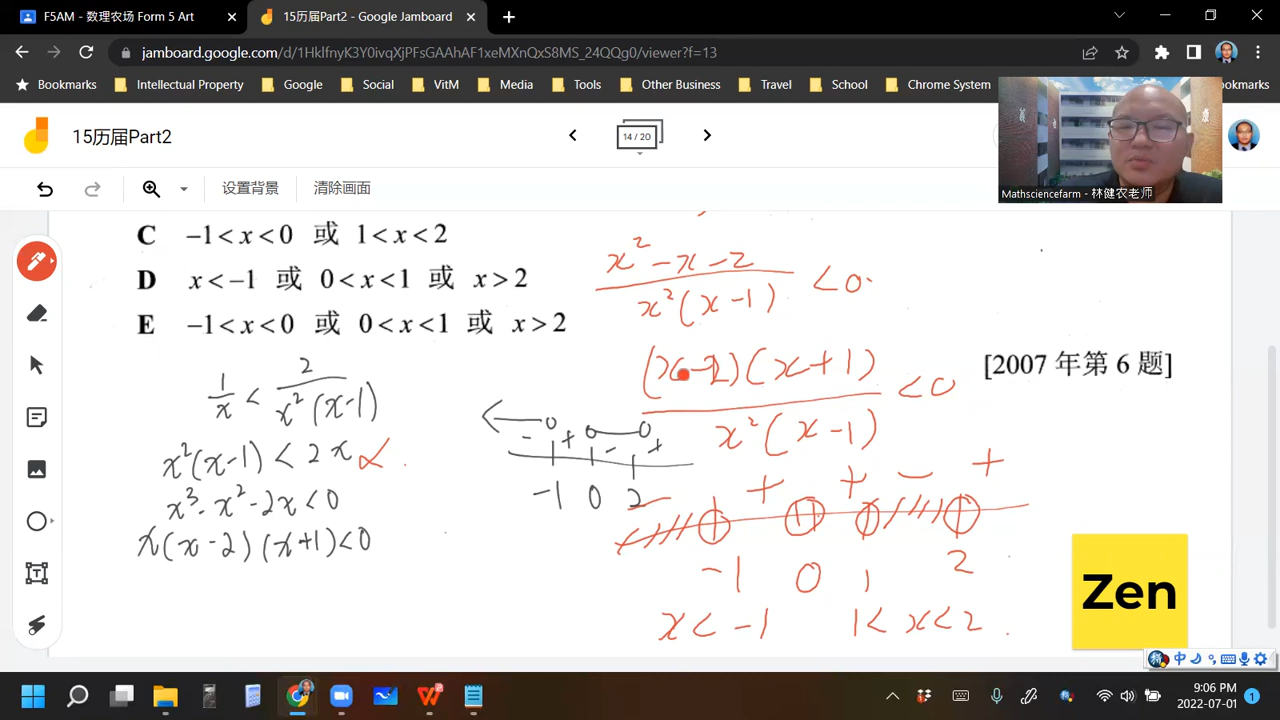 F5AM - 数理农场 Form 5 Art
15历届Part2 - Google Jamboard
jamboard.google.com/d/1HklfnyK3Y0ivqXjPFsGAAhAF1xeMXpQxS8MS_24QQg0/viewer?f=13
Bookmarks
Intellectual Property
Google
Social
VitM
Media
Tools
Other Business
Travel
School
Chrome System
Bookmarks
15历届Part2
14 / 20
设置背景
清除画面
Mathsciencefarm - 林健农老师
C -1 < x < 0 或 1 < x < 2
D x < -1 或 0 < x < 1 或 x > 2
E -1 < x < 0 或 0 < x < 1 或 x > 2
[2007 年第 6 题]
1/x < 2/(x²(x-1))
x²(x-1) < 2x
x³ - x² - 2x < 0
x(x-2)(x+1) < 0
- + - +
-1 0 2
(x² - x - 2)/(x²(x-1)) < 0
((x-2)(x+1))/(x²(x-1)) < 0
- + + - +
-1 0 1 2
x < -1 1 < x < 2
Zen
中
9:06 PM
2022-07-01
1